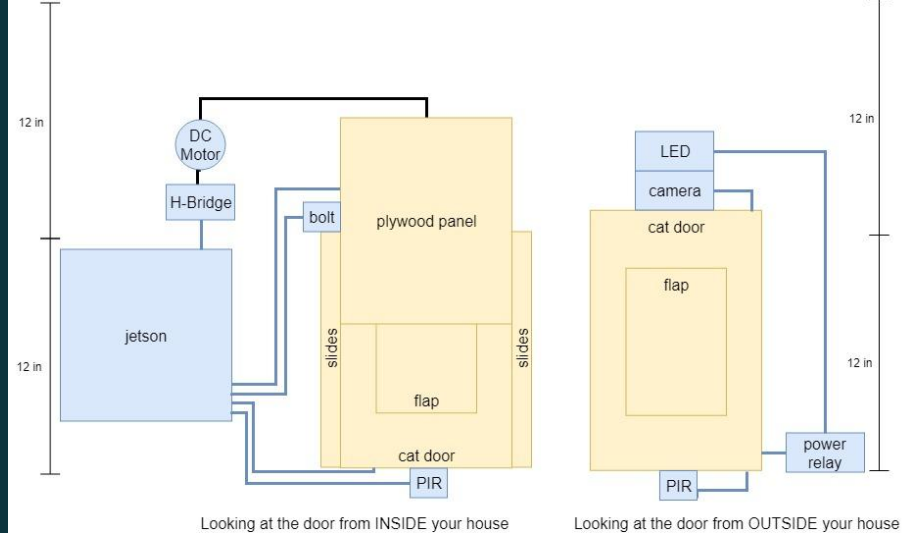 12 in
DC
Motor
H-Bridge
bolt
plywood panel
jetson
12 in
slides
slides
flap
cat door
PIR
Looking at the door from INSIDE your house
12 in
LED
camera
cat door
flap
12 in
power
relay
PIR
Looking at the door from OUTSIDE your house